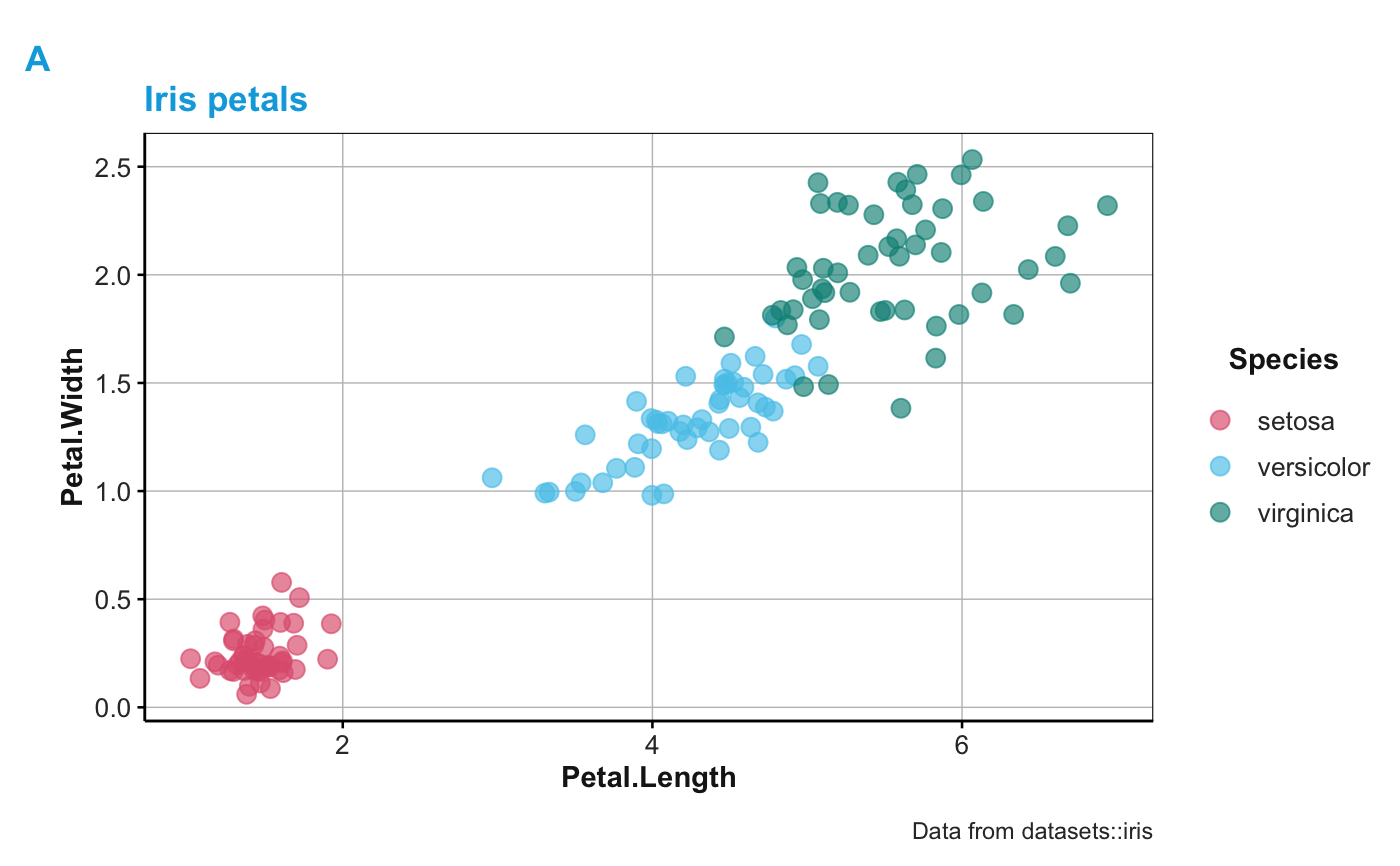 A
Iris petals
2.5
2.0
1.5
1.0
0.5
0.0
Petal.Width
2 4 6
Petal.Length
Species
setosa
versicolor
virginica
Data from datasets::iris